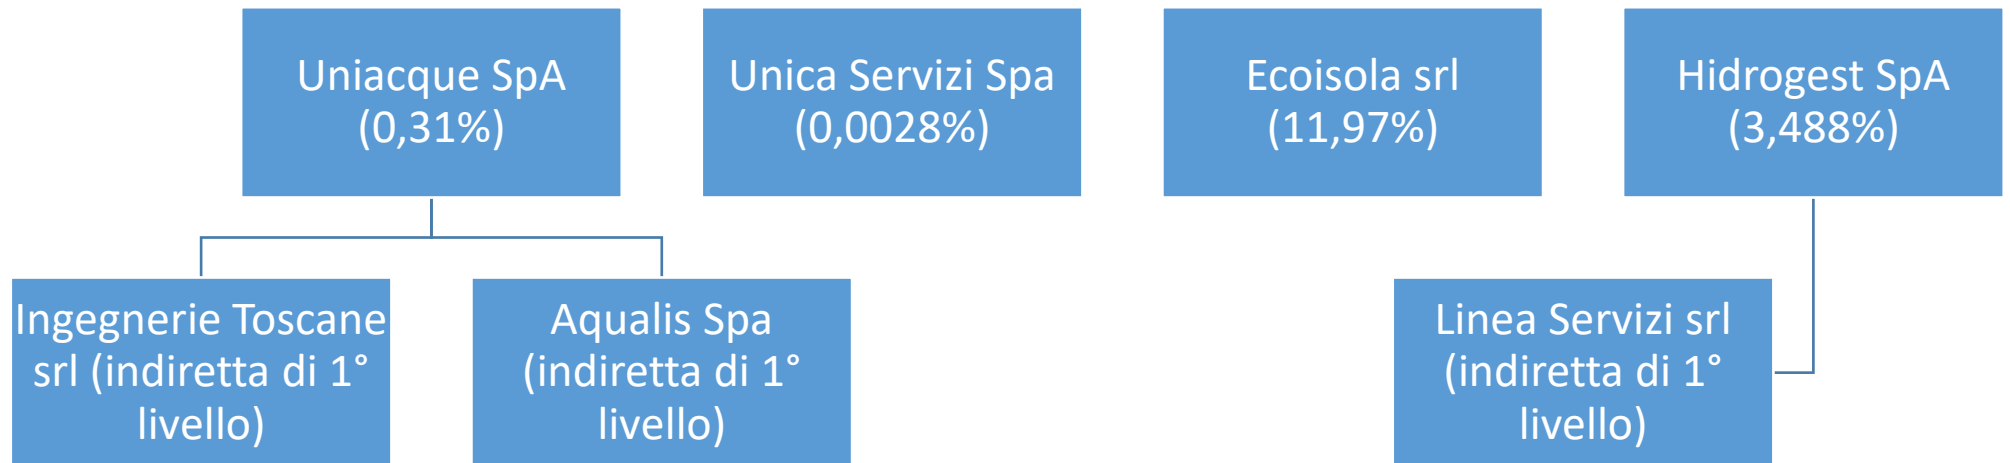 Uniacque SpA
(0,31%)
Unica Servizi Spa
(0,0028%)
Ecoisola srl
(11,97%)
Hidrogest SpA
(3,488%)
Ingegnerie Toscane
srl (indiretta di 1°
livello)
Aqualis Spa
(indiretta di 1°
livello)
Linea Servizi srl
(indiretta di 1°
livello)